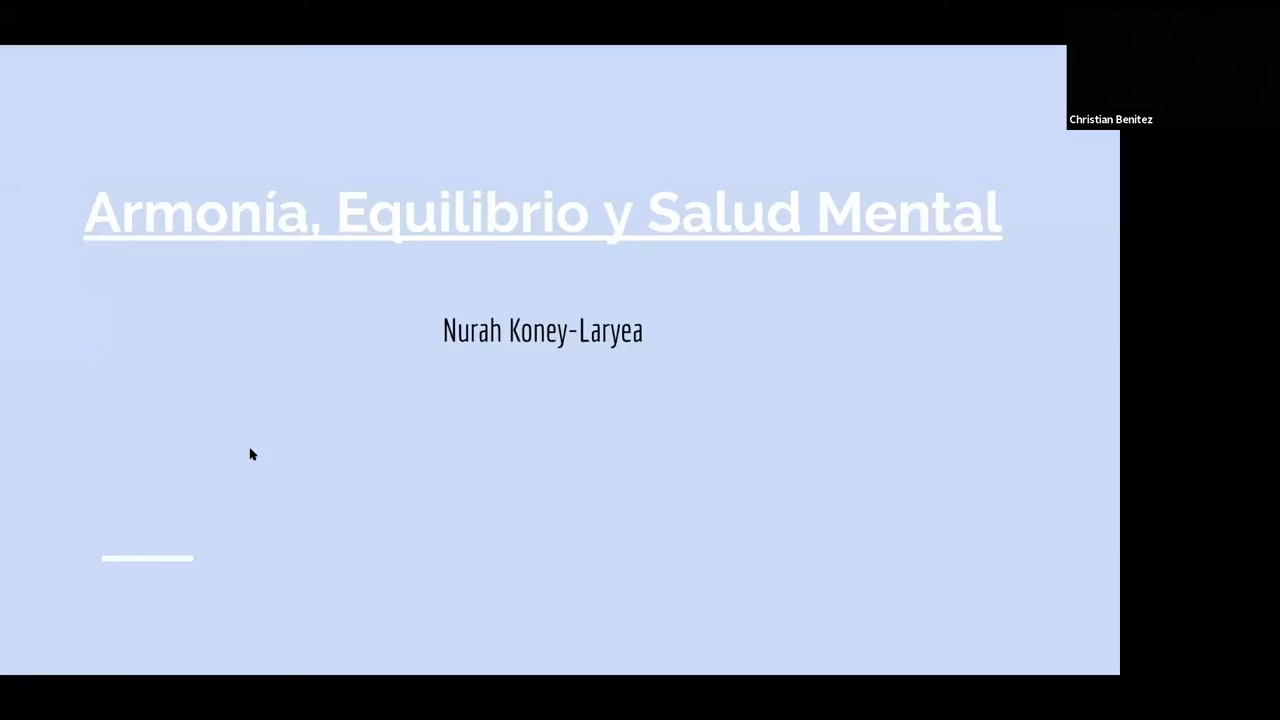 Christian Benitez
Armonía, Equilibrio y Salud Mental
Nurah Koney-Laryea